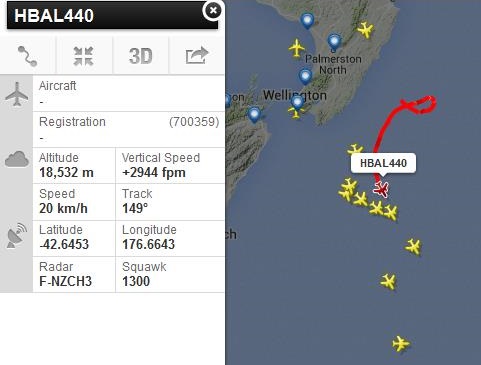 HBAL440
3D
Aircraft
-
Registration (700359)
-
Altitude Vertical Speed
18,532 m +2944 fpm
Speed Track
20 km/h 149°
Latitude Longitude
-42.6453 176.6643
Radar Squawk
F-NZCH3 1300
Palmerston
North
Wellington
HBAL440
ch